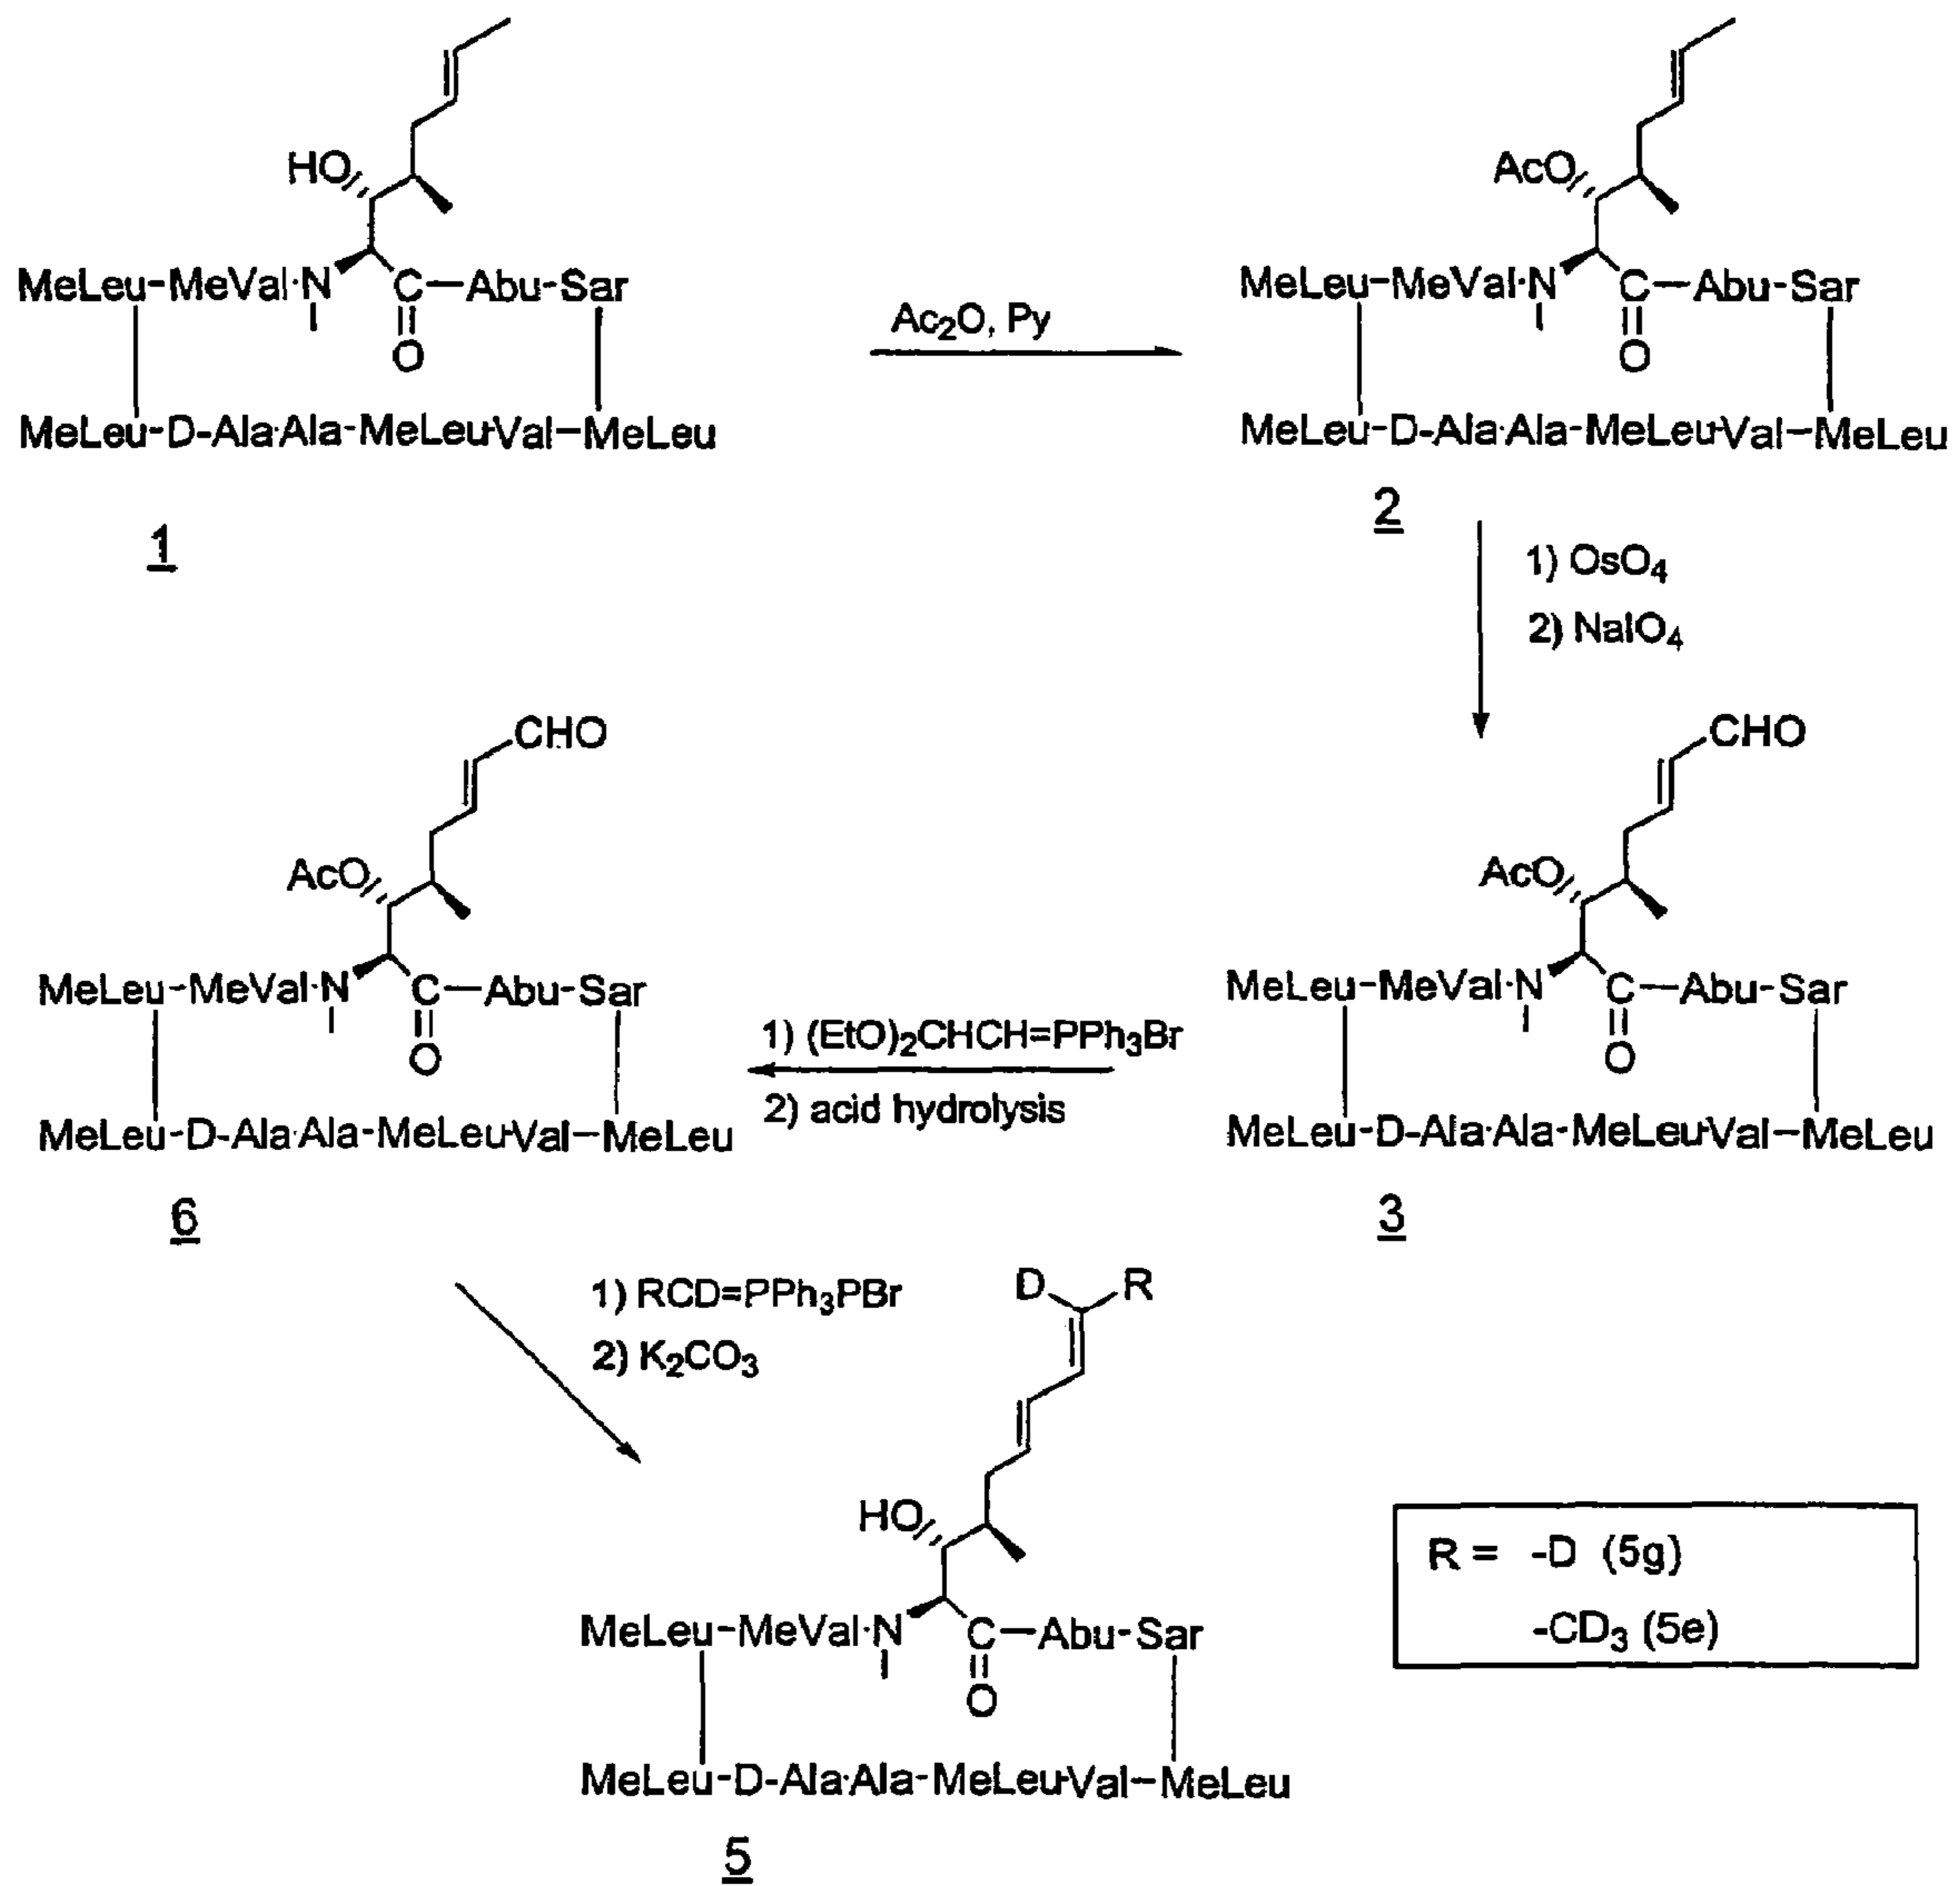 HO
MeLeu-MeVal·N C—Abu-Sar
O
MeLeu-D-Ala·Ala-MeLeu-Val—MeLeu
1
Ac₂O, Py
AcO
MeLeu-MeVal·N C—Abu-Sar
O
MeLeu-D-Ala·Ala-MeLeu-Val—MeLeu
2
1) OsO₄
2) NaIO₄
CHO
AcO
MeLeu-MeVal·N C—Abu-Sar
O
MeLeu-D-Ala·Ala-MeLeu-Val—MeLeu
3
1) (EtO)₂CHCH=PPh₃Br
2) acid hydrolysis
CHO
AcO
MeLeu-MeVal·N C—Abu-Sar
O
MeLeu-D-Ala·Ala-MeLeu-Val—MeLeu
6
1) RCD=PPh₃PBr
2) K₂CO₃
D R
HO
MeLeu-MeVal·N C—Abu-Sar
O
MeLeu-D-Ala·Ala-MeLeu-Val—MeLeu
5
R = -D (5g)
-CD₃ (5e)